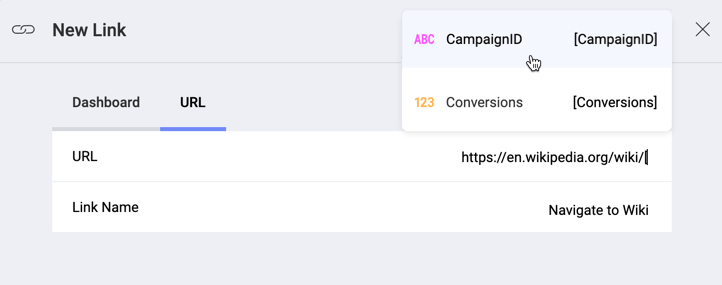 New Link
ABC CampaignID [CampaignID]
123 Conversions [Conversions]
Dashboard URL
URL https://en.wikipedia.org/wiki/[
Link Name Navigate to Wiki